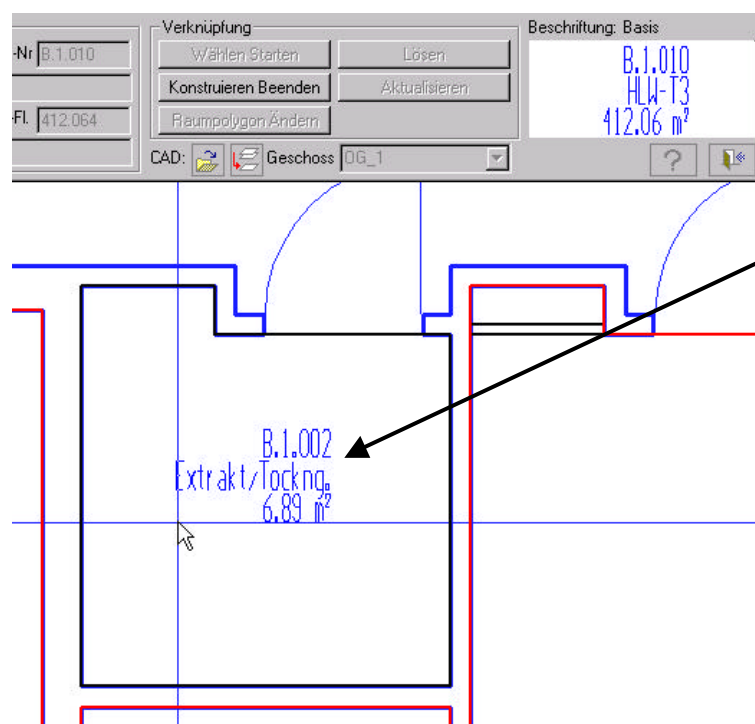 Verknüpfung
Beschriftung: Basis
-Nr B.1.010
Wählen Starten
Lösen
Konstruieren Beenden
Aktualisieren
-Fl. 412.064
Raumpolygon Ändern
B.1.010
HLW-T3
412.06 m²
CAD:
Geschoss OG_1
?
B.1.002
Extrakt/Tockng.
6.89 m²